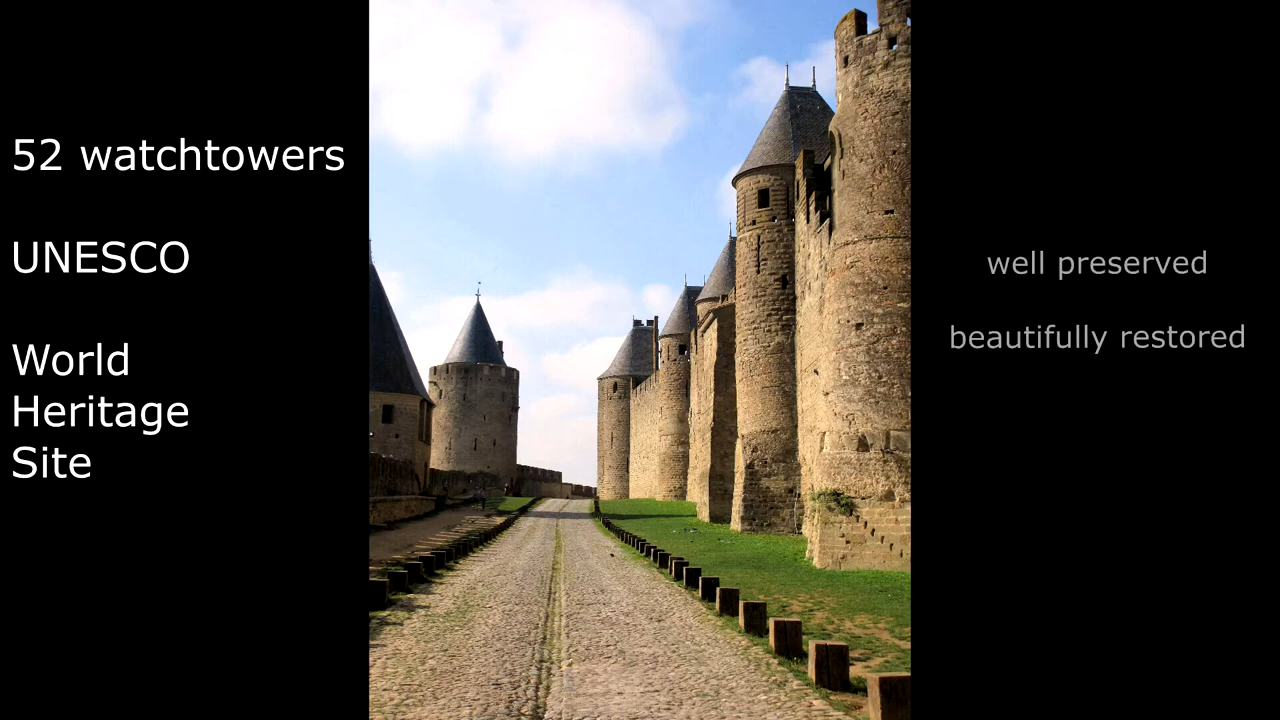 52 watchtowers
UNESCO
World
Heritage
Site
well preserved
beautifully restored